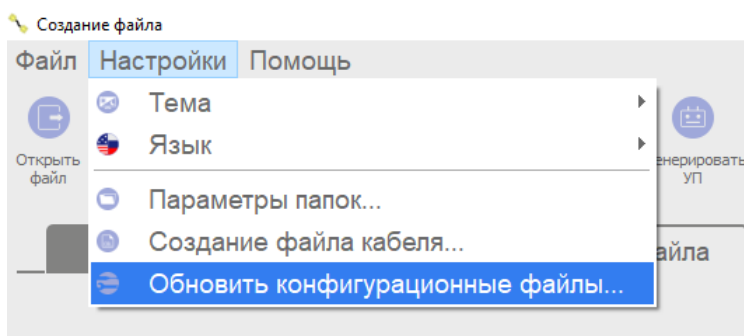 Создание файла
Файл Настройки Помощь
Тема
Язык
Открыть
файл
енерировать
УП
Параметры папок...
Создание файла кабеля...
айла
Обновить конфигурационные файлы...